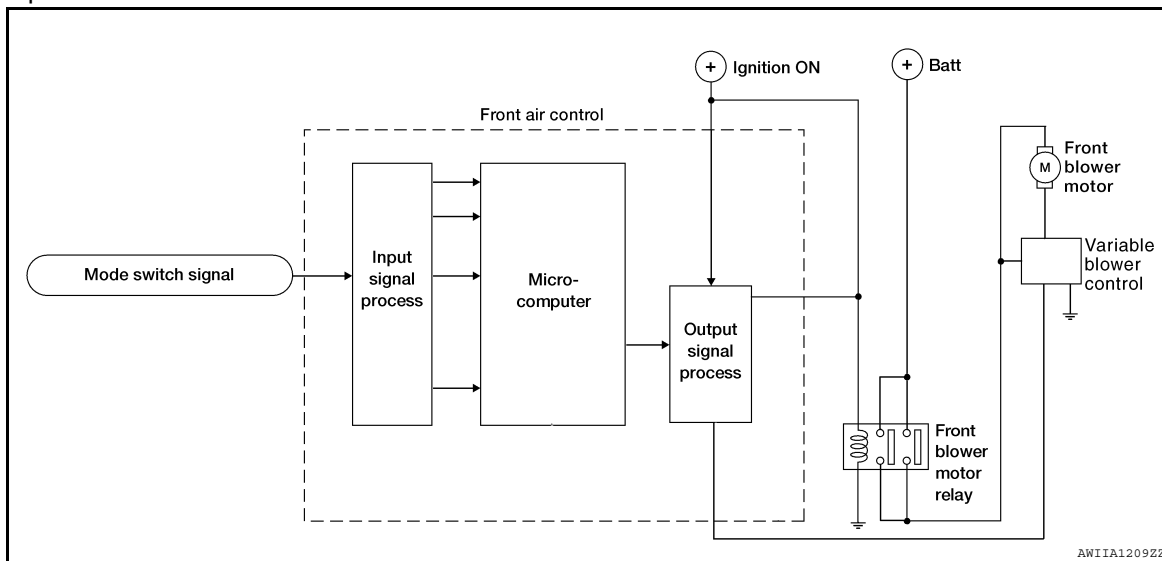 + Ignition ON
+ Batt
Front air control
Front
blower
motor
M
Mode switch signal
Input
signal
process
Micro-
computer
Output
signal
process
Variable
blower
control
Front
blower
motor
relay
AWIIA1209ZZ